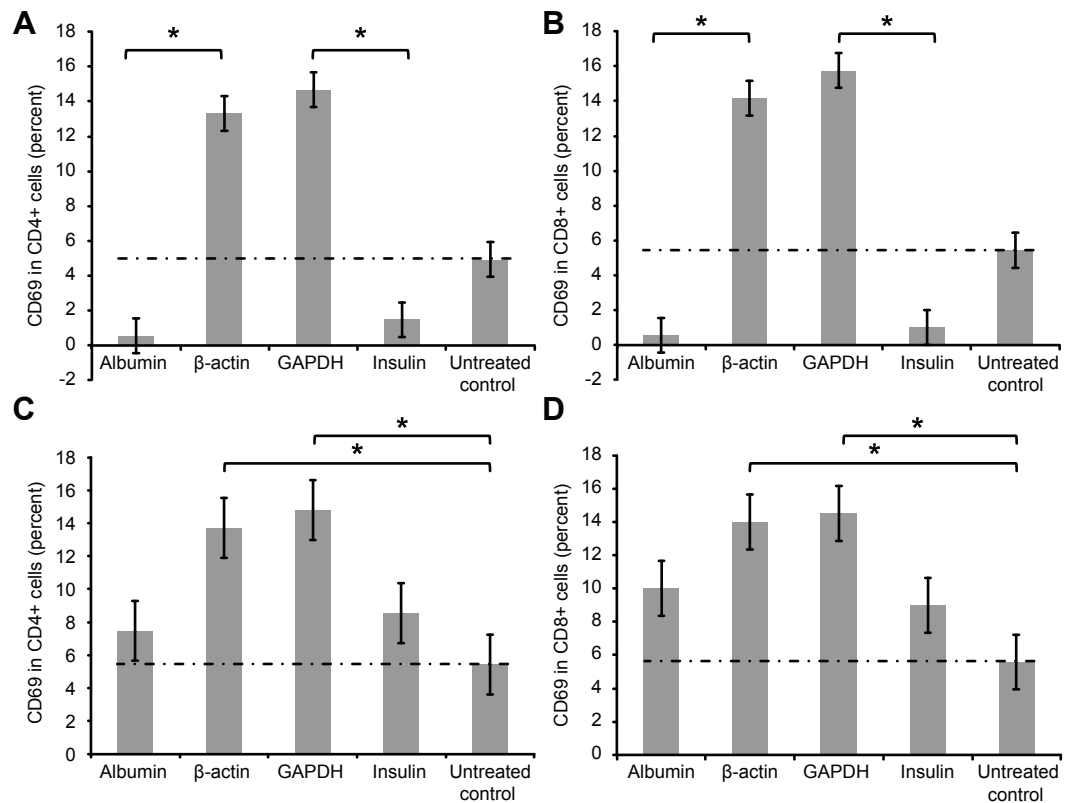 A
*
*
CD69 in CD4+ cells (percent)
18
16
14
12
10
8
6
4
2
0
-2
Albumin
β-actin
GAPDH
Insulin
Untreated
control
B
*
*
CD69 in CD8+ cells (percent)
18
16
14
12
10
8
6
4
2
0
-2
Albumin
β-actin
GAPDH
Insulin
Untreated
control
C
*
*
CD69 in CD4+ cells (percent)
18
16
14
12
10
8
6
4
2
0
Albumin
β-actin
GAPDH
Insulin
Untreated
control
D
*
*
CD69 in CD8+ cells (percent)
18
16
14
12
10
8
6
4
2
0
Albumin
β-actin
GAPDH
Insulin
Untreated
control